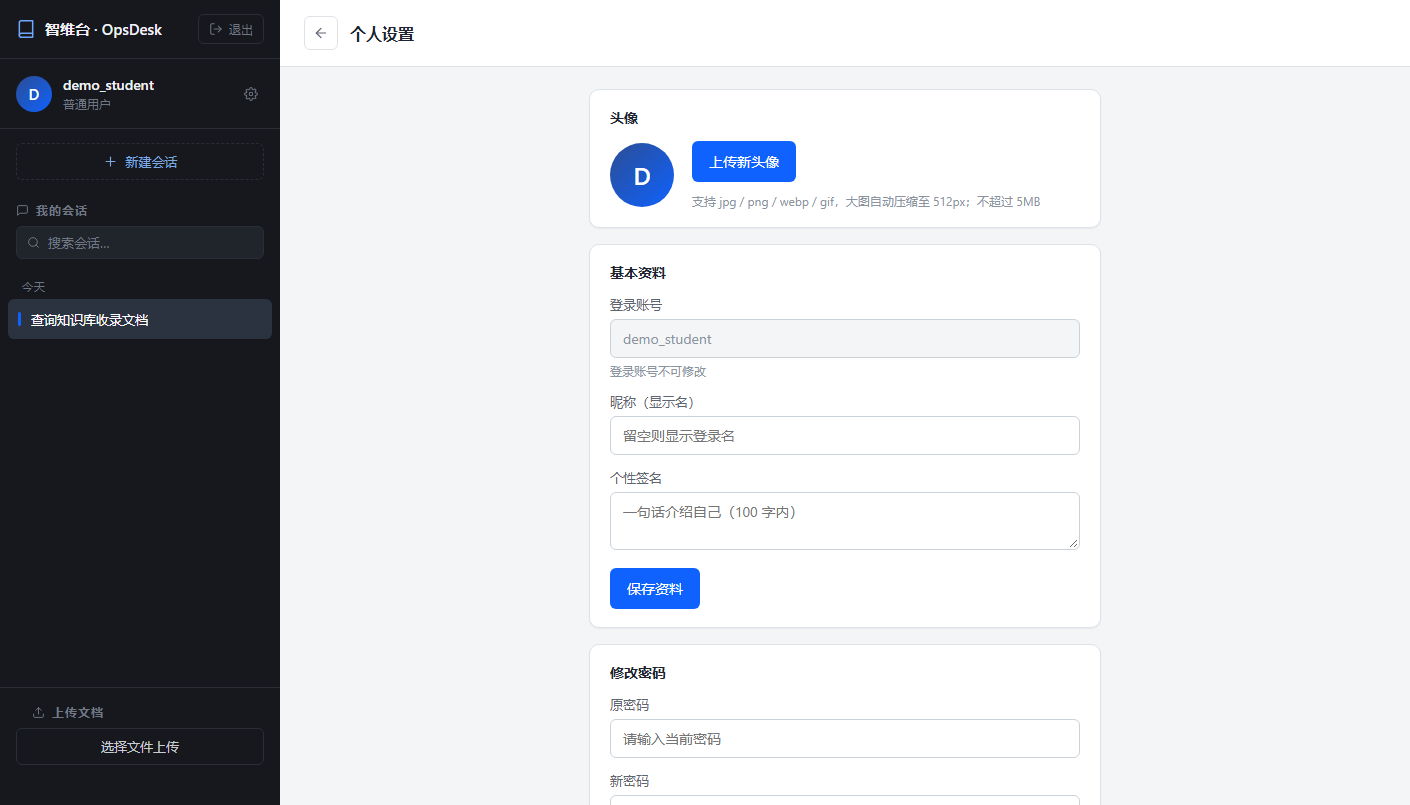 智维台 · OpsDesk
退出
D
demo_student
普通用户
新建会话
我的会话
搜索会话...
今天
查询知识库收录文档
上传文档
选择文件上传
个人设置
头像
D
上传新头像
支持 jpg / png / webp / gif，大图自动压缩至 512px；不超过 5MB
基本资料
登录账号
demo_student
登录账号不可修改
昵称（显示名）
留空则显示登录名
个性签名
一句话介绍自己（100 字内）
保存资料
修改密码
原密码
请输入当前密码
新密码